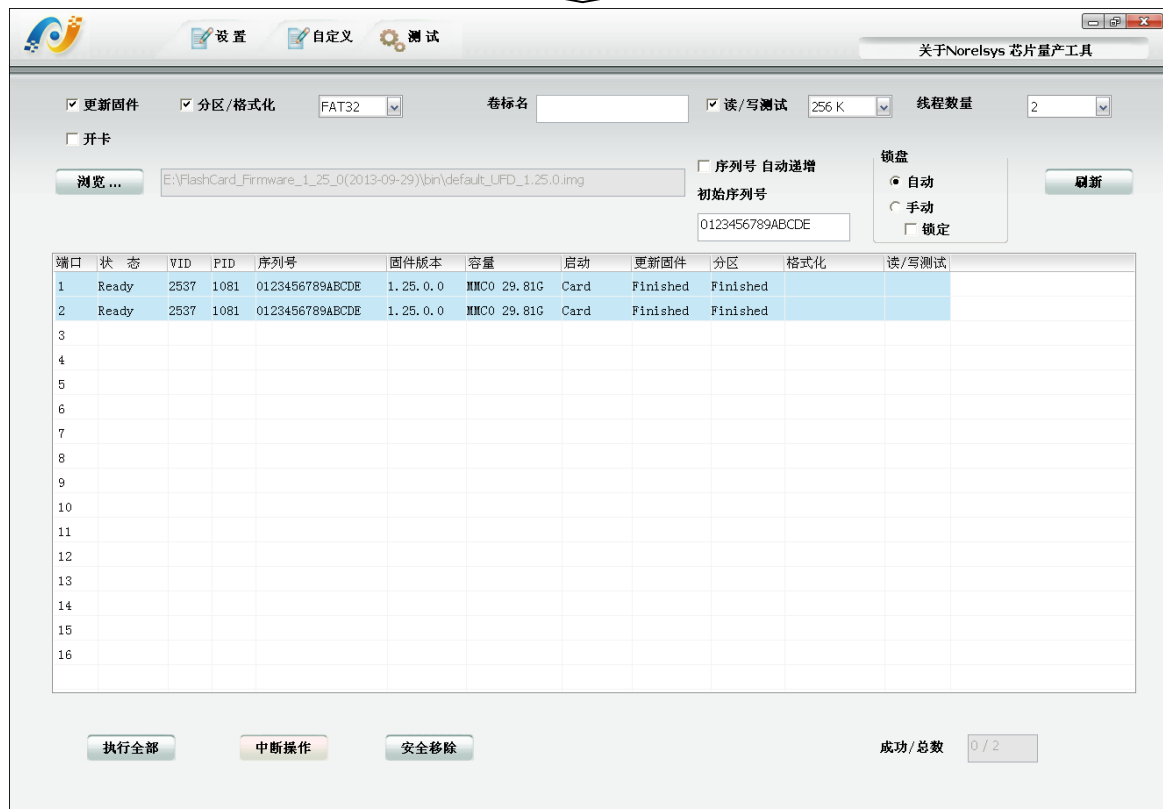 设 置 自定义 测 试
关于Norelsys 芯片量产工具
更新固件 分区/格式化 FAT32 卷标名 读/写测试 256 K 线程数量 2
开卡
浏览 ... E:\FlashCard_Firmware_1_25_0(2013-09-29)\bin\default_UFD_1.25.0.img
序列号 自动递增
初始序列号
0123456789ABCDE
锁盘
自动
手动
锁定
刷新
端口 状 态 VID PID 序列号 固件版本 容量 启动 更新固件 分区 格式化 读/写测试
1 Ready 2537 1081 0123456789ABCDE 1.25.0.0 MMC0 29.81G Card Finished Finished
2 Ready 2537 1081 0123456789ABCDE 1.25.0.0 MMC0 29.81G Card Finished Finished
3
4
5
6
7
8
9
10
11
12
13
14
15
16
执行全部 中断操作 安全移除 成功/总数 0 / 2